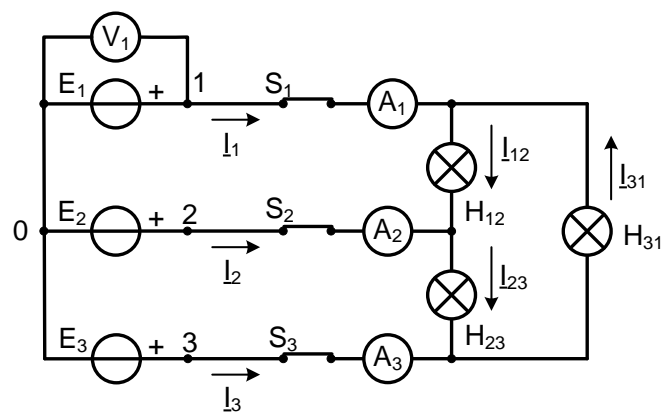 V1
E1 + 1 S1 A1
I1 I12 I31
H12
0 E2 + 2 S2 A2 H31
I2 I23
E3 + 3 S3 A3 H23
I3